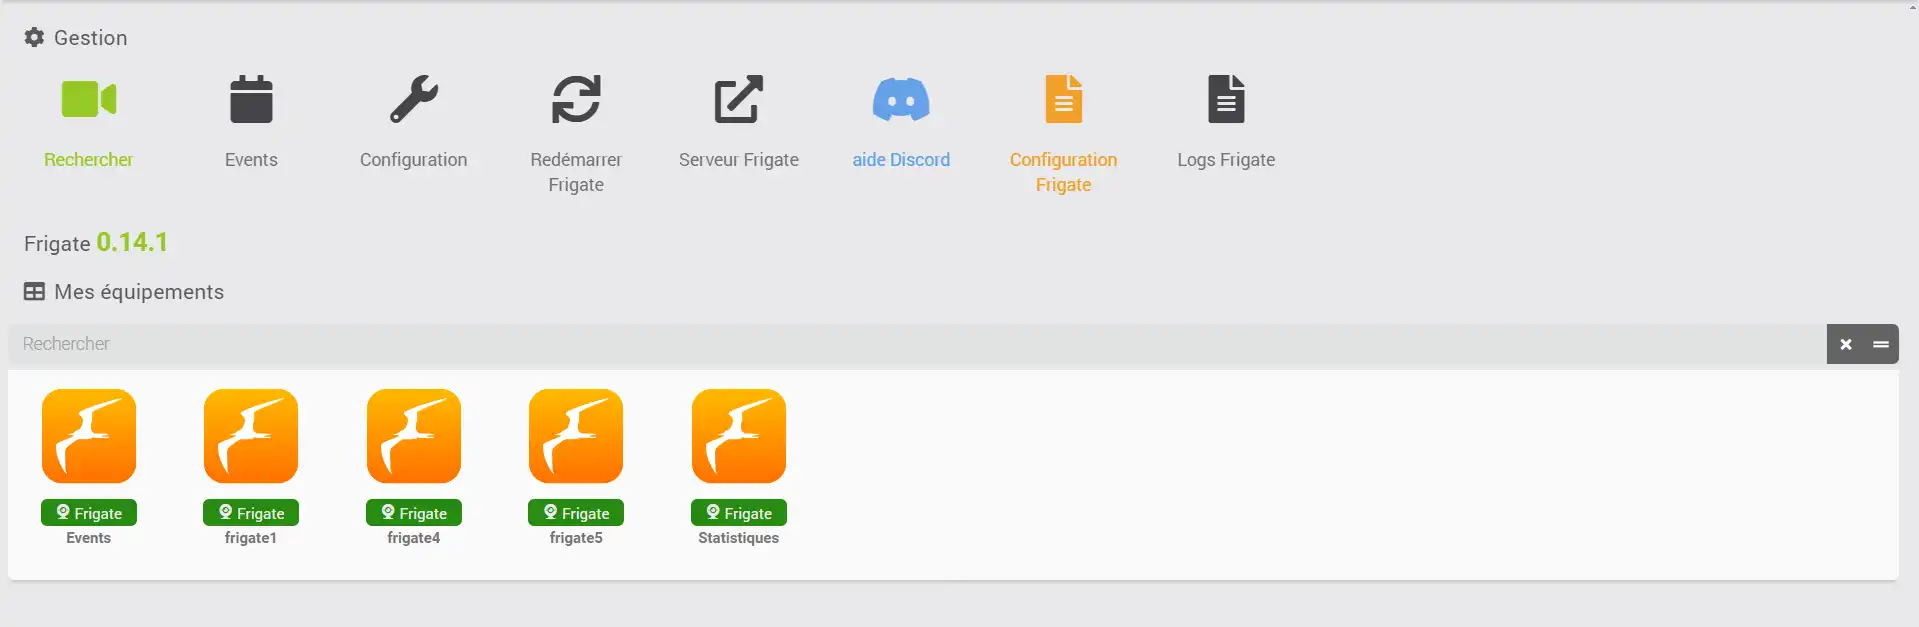 Gestion
Rechercher
Events
Configuration
Redémarrer
Frigate
Serveur Frigate
aide Discord
Configuration
Frigate
Logs Frigate
Frigate 0.14.1
Mes équipements
Rechercher
Frigate
Events
Frigate
frigate1
Frigate
frigate4
Frigate
frigate5
Frigate
Statistiques